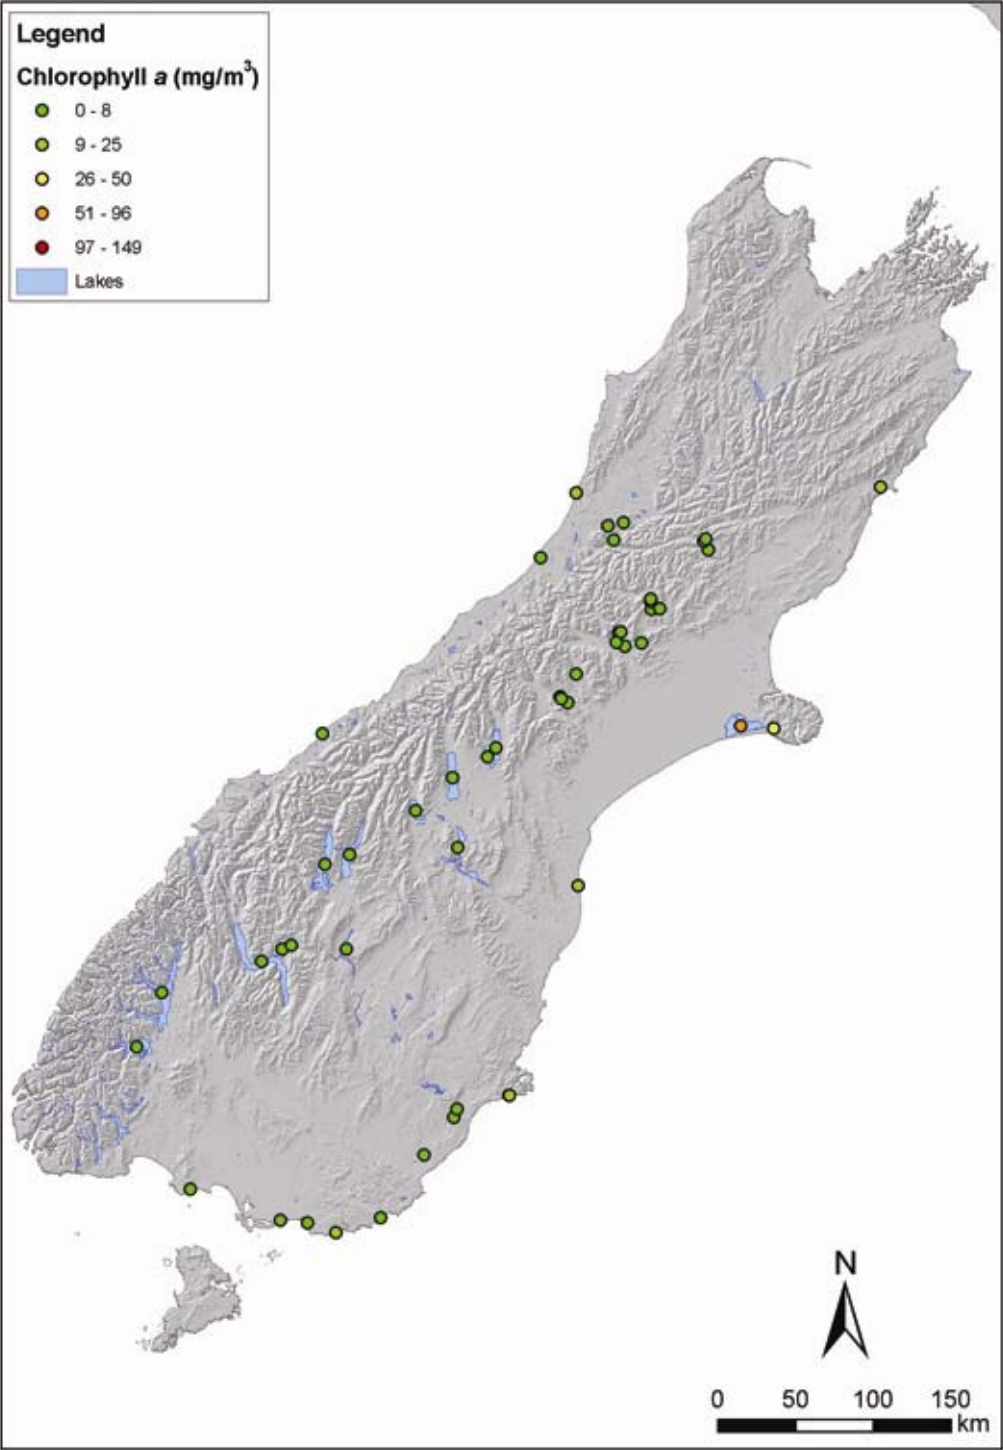 Legend
Chlorophyll a (mg/m³)
0 - 8
9 - 25
26 - 50
51 - 96
97 - 149
Lakes
N
0 50 100 150
km